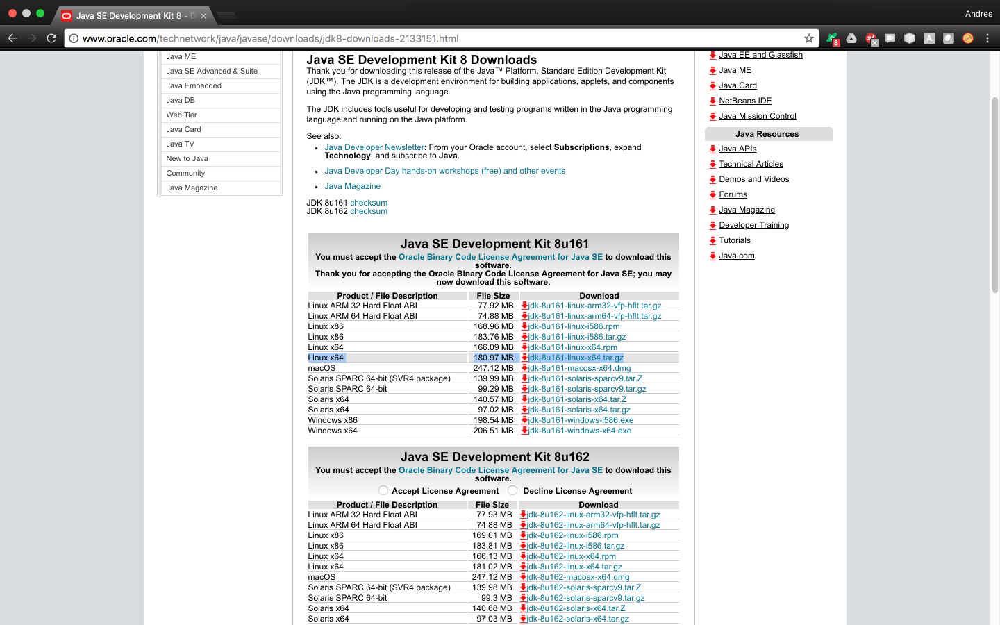 Java SE Development Kit 8 - D
Andres
www.oracle.com/technetwork/java/javase/downloads/jdk8-downloads-2133151.html
8
A
Java ME
Java SE Advanced & Suite
Java Embedded
Java DB
Web Tier
Java Card
Java TV
New to Java
Community
Java Magazine
Java SE Development Kit 8 Downloads
Thank you for downloading this release of the Java™ Platform, Standard Edition Development Kit
(JDK™). The JDK is a development environment for building applications, applets, and components
using the Java programming language.
The JDK includes tools useful for developing and testing programs written in the Java programming
language and running on the Java platform.
See also:
Java Developer Newsletter: From your Oracle account, select Subscriptions, expand
Technology, and subscribe to Java.
Java Developer Day hands-on workshops (free) and other events
Java Magazine
JDK 8u161 checksum
JDK 8u162 checksum
Java SE Development Kit 8u161
You must accept the Oracle Binary Code License Agreement for Java SE to download this
software.
Thank you for accepting the Oracle Binary Code License Agreement for Java SE; you may
now download this software.
Product / File Description File Size Download
Linux ARM 32 Hard Float ABI 77.92 MB jdk-8u161-linux-arm32-vfp-hflt.tar.gz
Linux ARM 64 Hard Float ABI 74.88 MB jdk-8u161-linux-arm64-vfp-hflt.tar.gz
Linux x86 168.96 MB jdk-8u161-linux-i586.rpm
Linux x86 183.76 MB jdk-8u161-linux-i586.tar.gz
Linux x64 166.09 MB jdk-8u161-linux-x64.rpm
Linux x64 180.97 MB jdk-8u161-linux-x64.tar.gz
macOS 247.12 MB jdk-8u161-macosx-x64.dmg
Solaris SPARC 64-bit (SVR4 package) 139.99 MB jdk-8u161-solaris-sparcv9.tar.Z
Solaris SPARC 64-bit 99.29 MB jdk-8u161-solaris-sparcv9.tar.gz
Solaris x64 140.57 MB jdk-8u161-solaris-x64.tar.Z
Solaris x64 97.02 MB jdk-8u161-solaris-x64.tar.gz
Windows x86 198.54 MB jdk-8u161-windows-i586.exe
Windows x64 206.51 MB jdk-8u161-windows-x64.exe
Java SE Development Kit 8u162
You must accept the Oracle Binary Code License Agreement for Java SE to download this
software.
Accept License Agreement Decline License Agreement
Product / File Description File Size Download
Linux ARM 32 Hard Float ABI 77.93 MB jdk-8u162-linux-arm32-vfp-hflt.tar.gz
Linux ARM 64 Hard Float ABI 74.88 MB jdk-8u162-linux-arm64-vfp-hflt.tar.gz
Linux x86 169.01 MB jdk-8u162-linux-i586.rpm
Linux x86 183.81 MB jdk-8u162-linux-i586.tar.gz
Linux x64 166.13 MB jdk-8u162-linux-x64.rpm
Linux x64 181.02 MB jdk-8u162-linux-x64.tar.gz
macOS 247.12 MB jdk-8u162-macosx-x64.dmg
Solaris SPARC 64-bit (SVR4 package) 139.98 MB jdk-8u162-solaris-sparcv9.tar.Z
Solaris SPARC 64-bit 99.3 MB jdk-8u162-solaris-sparcv9.tar.gz
Solaris x64 140.68 MB jdk-8u162-solaris-x64.tar.Z
Solaris x64 97.03 MB jdk-8u162-solaris-x64.tar.gz
Java EE and Glassfish
Java ME
Java Card
NetBeans IDE
Java Mission Control
Java Resources
Java APIs
Technical Articles
Demos and Videos
Forums
Java Magazine
Developer Training
Tutorials
Java.com